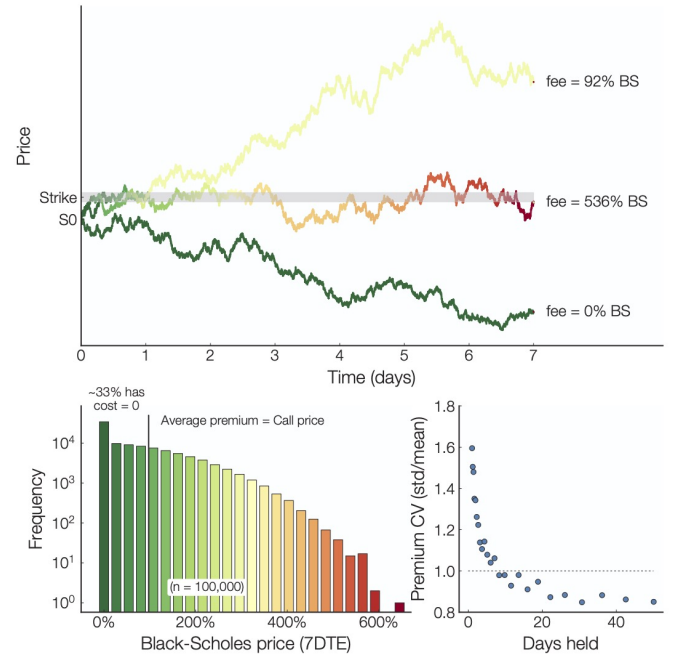 Price
Strike
S0
fee = 92% BS
fee = 536% BS
fee = 0% BS
0 1 2 3 4 5 6 7
Time (days)
~33% has
cost = 0
Average premium = Call price
Frequency
10⁴
10³
10²
10¹
10⁰
(n = 100,000)
0% 200% 400% 600%
Black-Scholes price (7DTE)
Premium CV (std/mean)
1.8
1.6
1.4
1.2
1.0
0.8
0 20 40
Days held